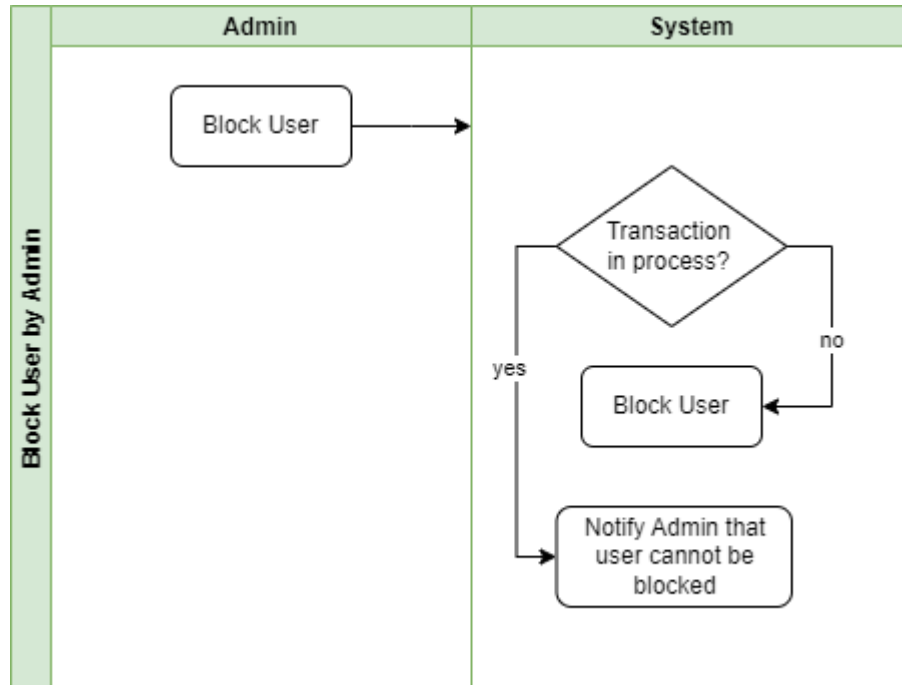 Admin
System
Block User by Admin
Block User
Transaction
in process?
yes
no
Block User
Notify Admin that
user cannot be
blocked